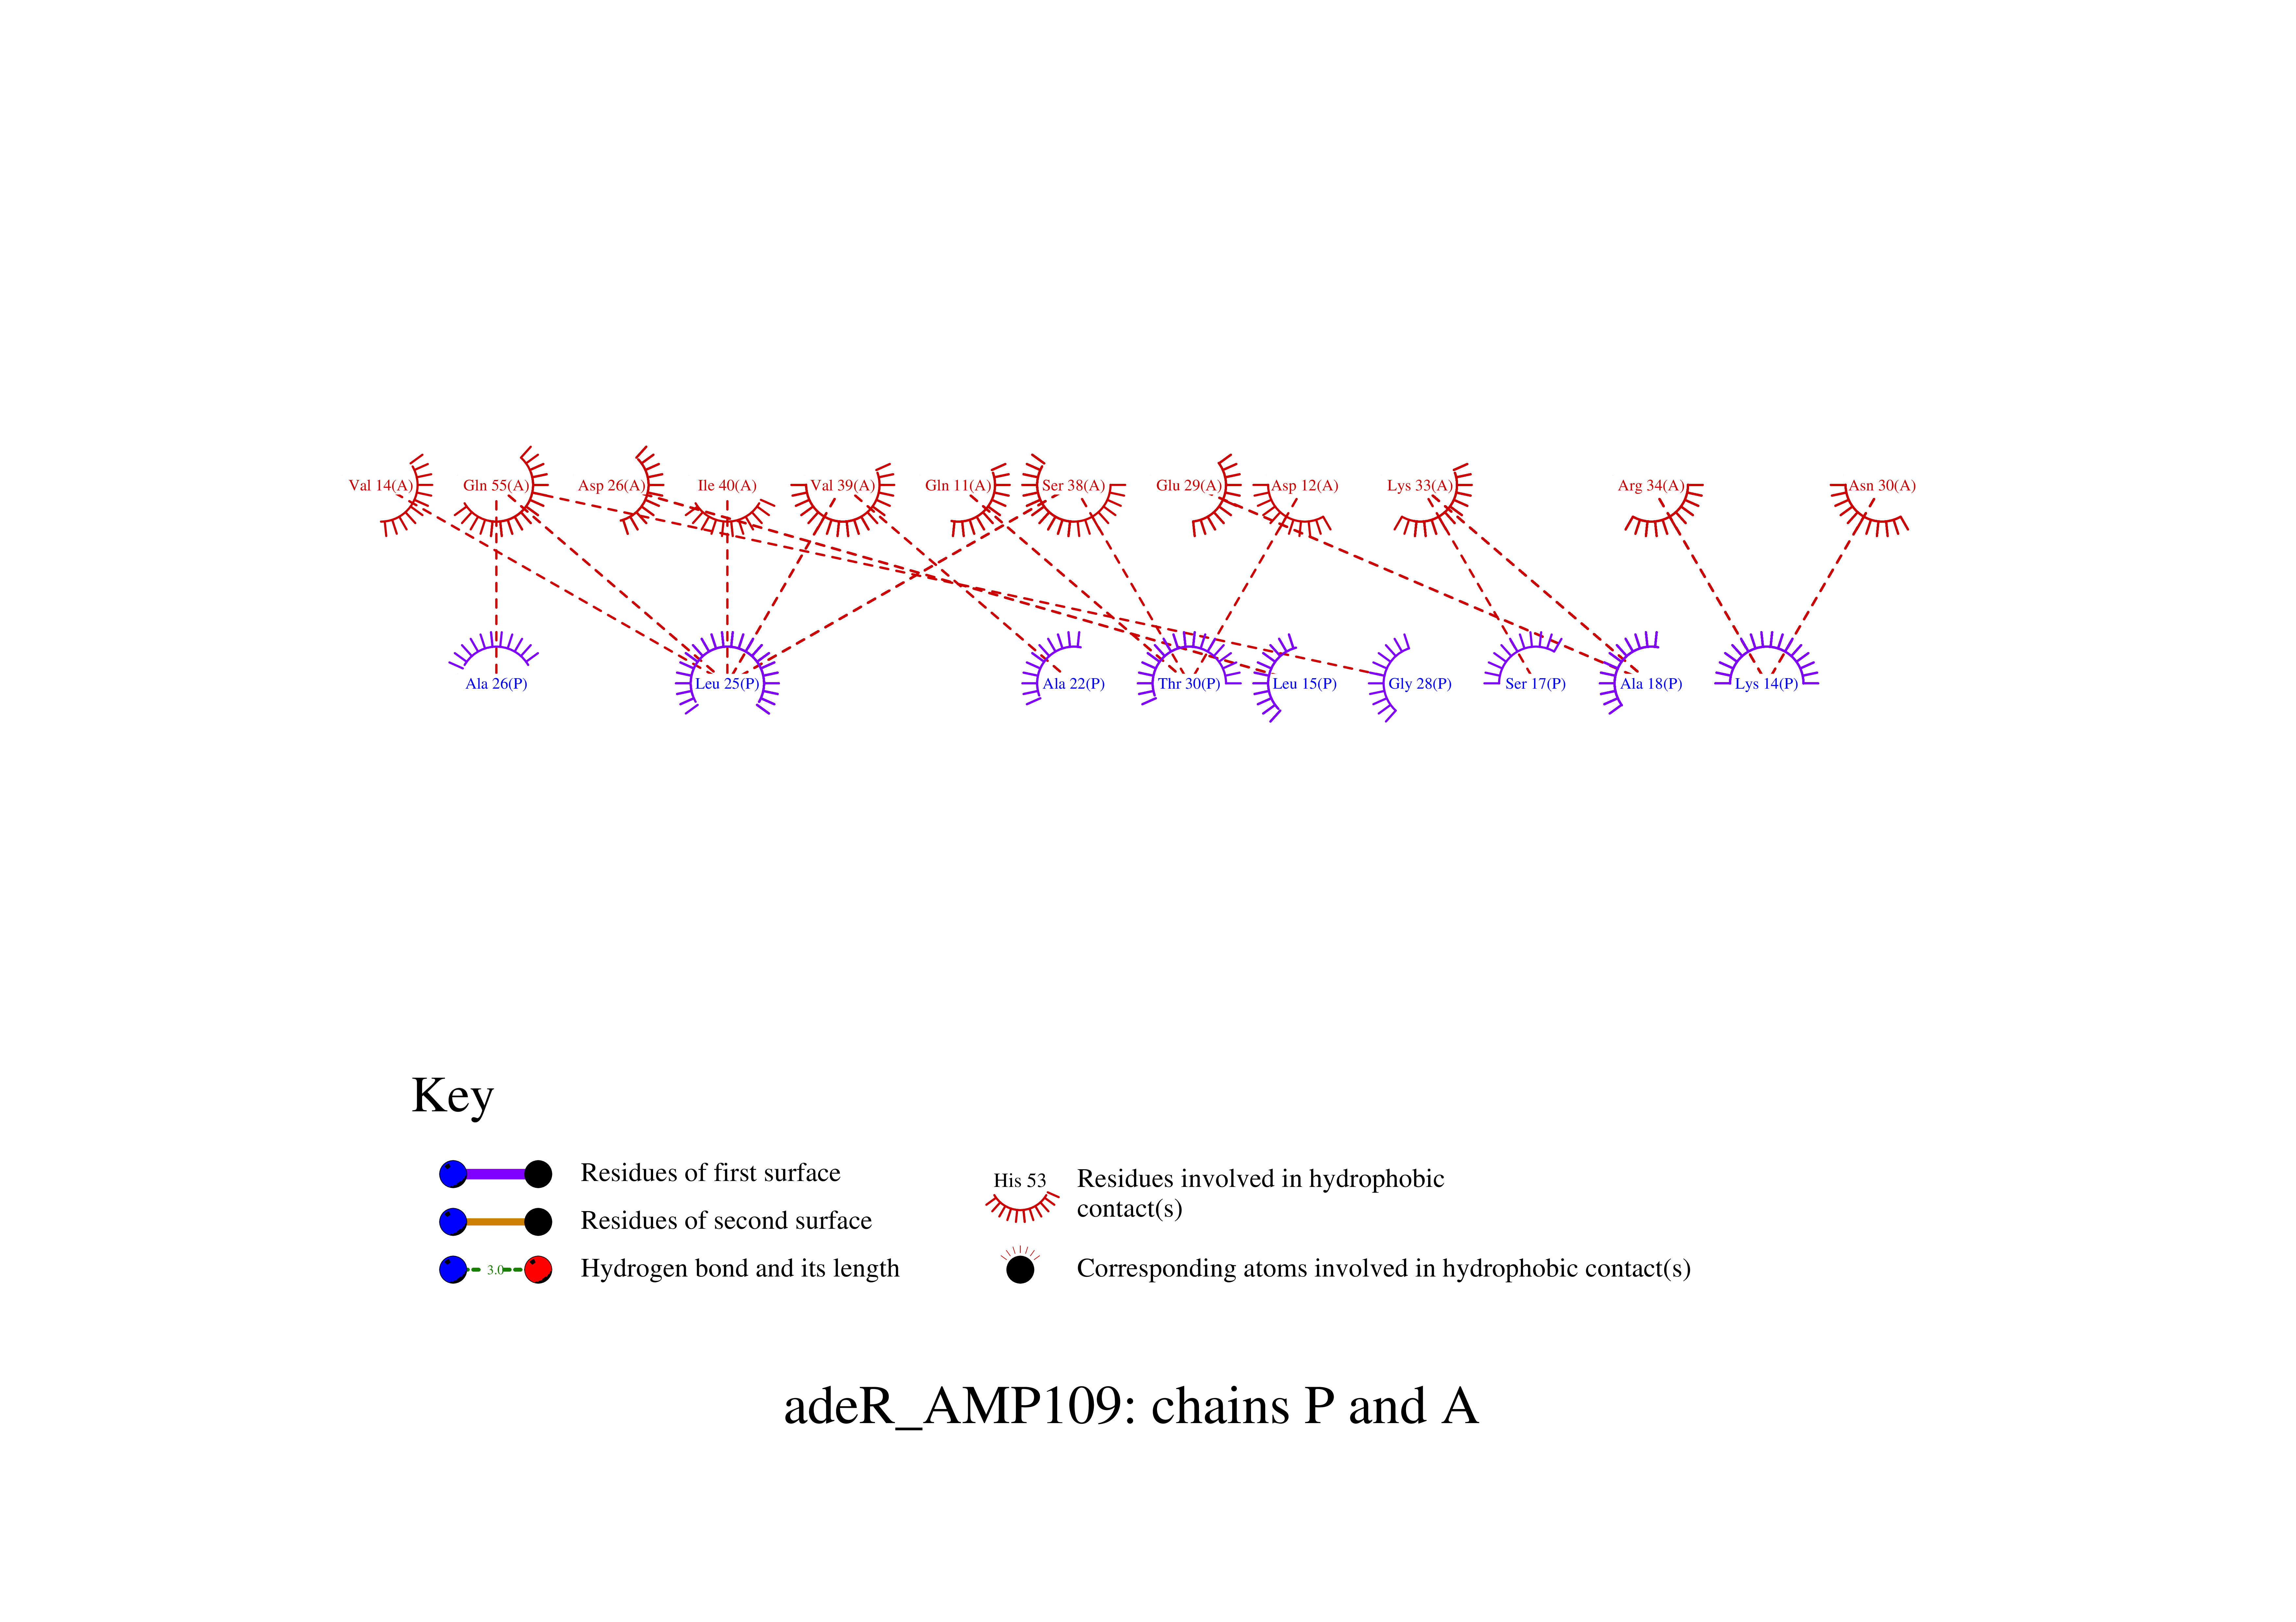 Val 14(A) Gln 55(A) Asp 26(A) Ile 40(A) Val 39(A) Gln 11(A) Ser 38(A) Glu 29(A) Asp 12(A) Lys 33(A) Arg 34(A) Asn 30(A)
Ala 26(P) Leu 25(P) Ala 22(P) Thr 30(P) Leu 15(P) Gly 28(P) Ser 17(P) Ala 18(P) Lys 14(P)
Key
Residues of first surface
Residues of second surface
3.0 Hydrogen bond and its length
His 53 Residues involved in hydrophobic
contact(s)
Corresponding atoms involved in hydrophobic contact(s)
adeR_AMP109: chains P and A